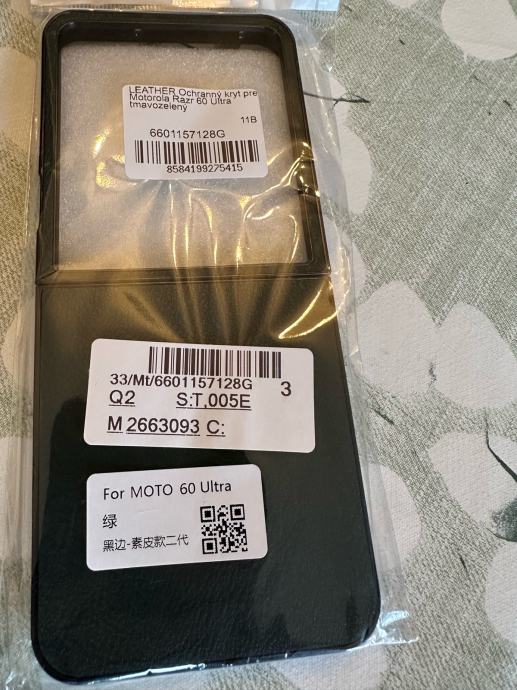 LEATHER Ochranný kryt pre
Motorola Razr 60 Ultra
tmavozelený
11B
6601157128G
8584199275415
33/Mt/6601157128G
3
Q2 S:T,005E
M 2663093 C:
For MOTO 60 Ultra
绿
黑边-素皮款二代